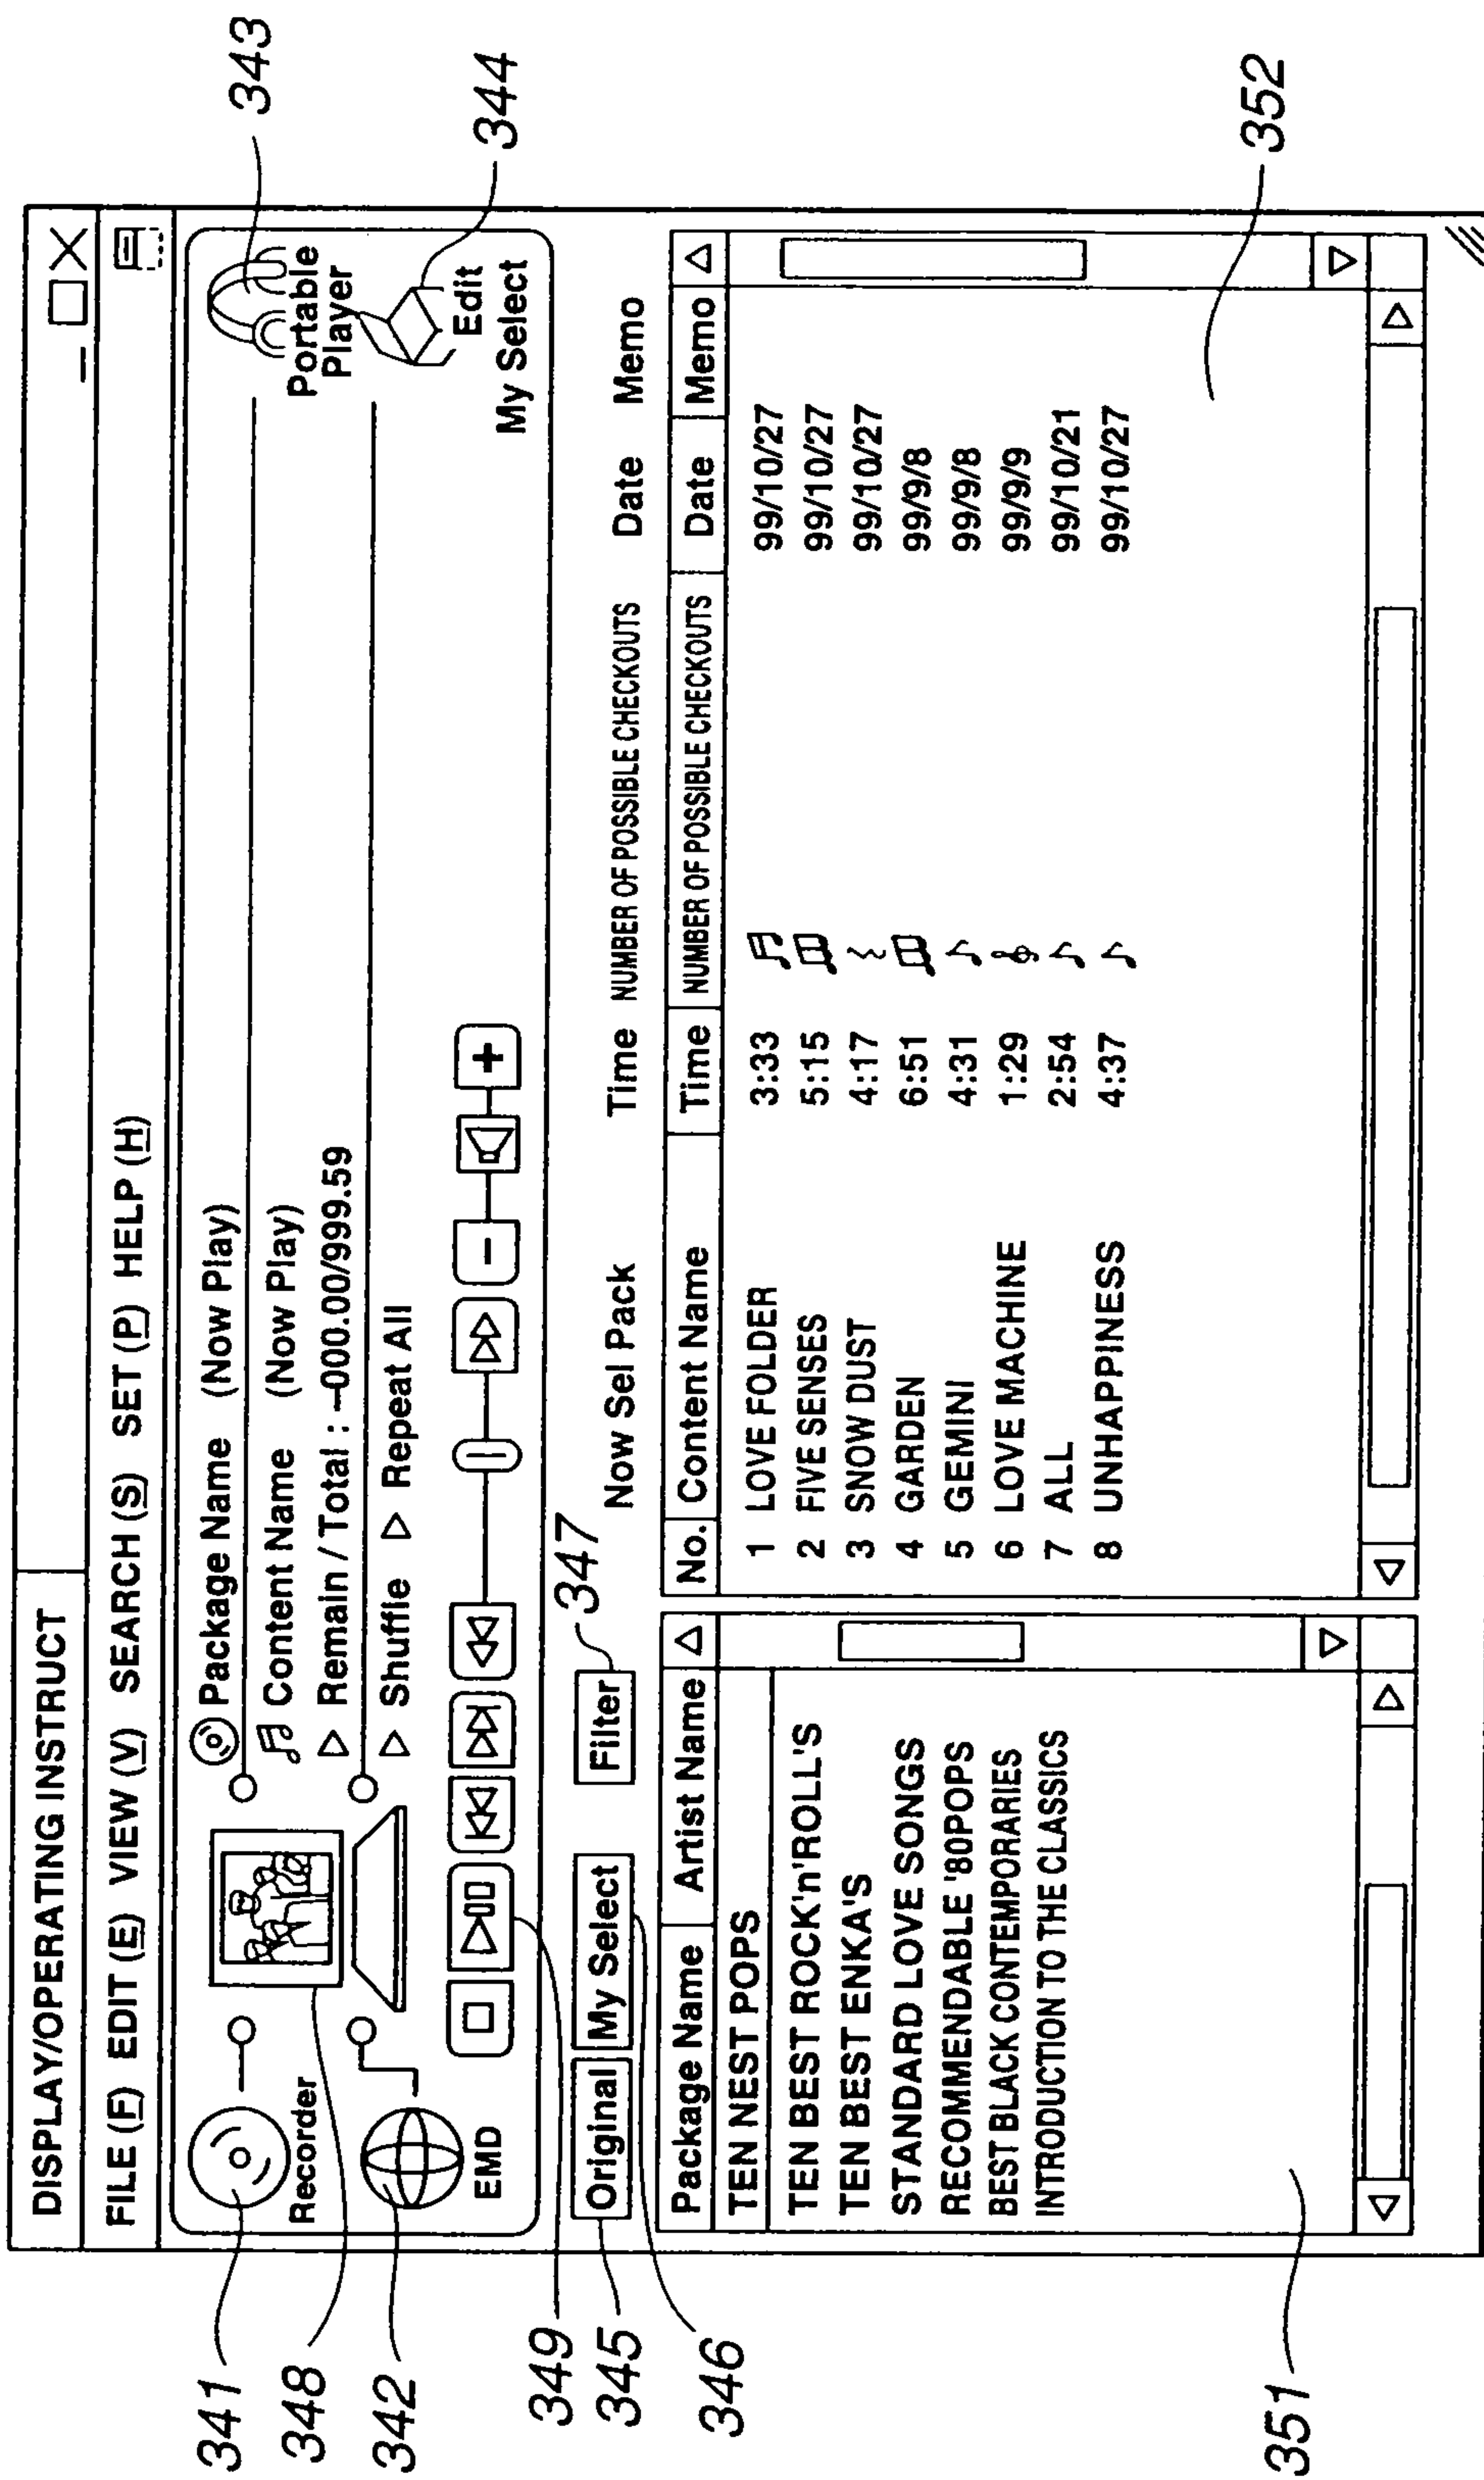 DISPLAY/OPERATING INSTRUCT
FILE (F) EDIT (E) VIEW (V) SEARCH (S) SET (P) HELP (H)
341
348
342
Recorder
EMD
Package Name (Now Play)
Content Name (Now Play)
Remain / Total : -000.00/999.59
Shuffle Repeat All
Portable
Player
343
Edit
My Select
344
349
345
346
Original My Select Filter
347
Now Sel Pack Time NUMBER OF POSSIBLE CHECKOUTS Date Memo
Package Name Artist Name
TEN NEST POPS
TEN BEST ROCK'n'ROLL'S
TEN BEST ENKA'S
STANDARD LOVE SONGS
RECOMMENDABLE '80POPS
BEST BLACK CONTEMPORARIES
INTRODUCTION TO THE CLASSICS
351
No. Content Name Time NUMBER OF POSSIBLE CHECKOUTS Date Memo
1 LOVE FOLDER 3:33 99/10/27
2 FIVE SENSES 5:15 99/10/27
3 SNOW DUST 4:17 99/10/27
4 GARDEN 6:51 99/9/8
5 GEMINI 4:31 99/9/8
6 LOVE MACHINE 1:29 99/9/9
7 ALL 2:54 99/10/21
8 UNHAPPINESS 4:37 99/10/27
352